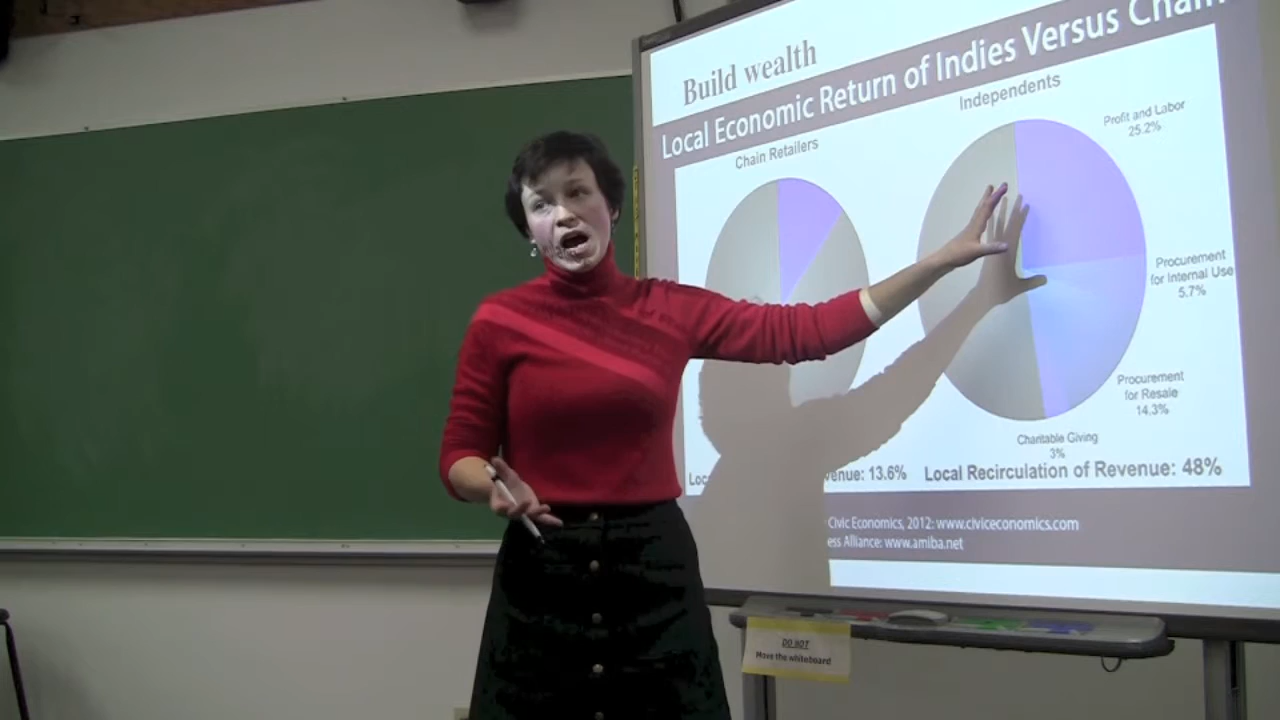 Build wealth
Local Economic Return of Indies Versus Chain
Chain Retailers
Independents
Profit and Labor
25.2%
Procurement
for Internal Use
5.7%
Procurement
for Resale
14.3%
Charitable Giving
3%
Loc
enue: 13.6%
Local Recirculation of Revenue: 48%
Civic Economics, 2012: www.civiceconomics.com
ess Alliance: www.amiba.net
DO NOT
Move the whiteboard